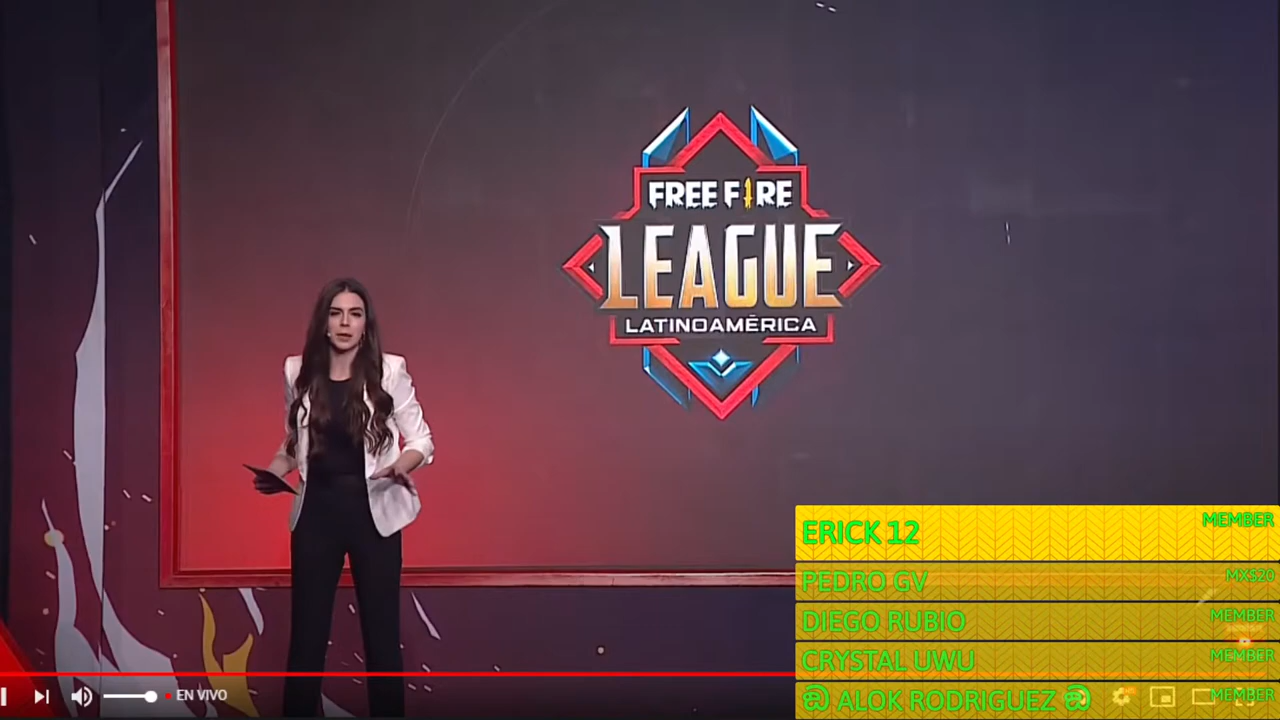 FREE FIRE
LEAGUE
LATINOAMÉRICA
ERICK 12
MEMBER
PEDRO GV
MX$20
DIEGO RUBIO
MEMBER
CRYSTAL UWU
MEMBER
ALOK RODRIGUEZ
MEMBER
EN VIVO